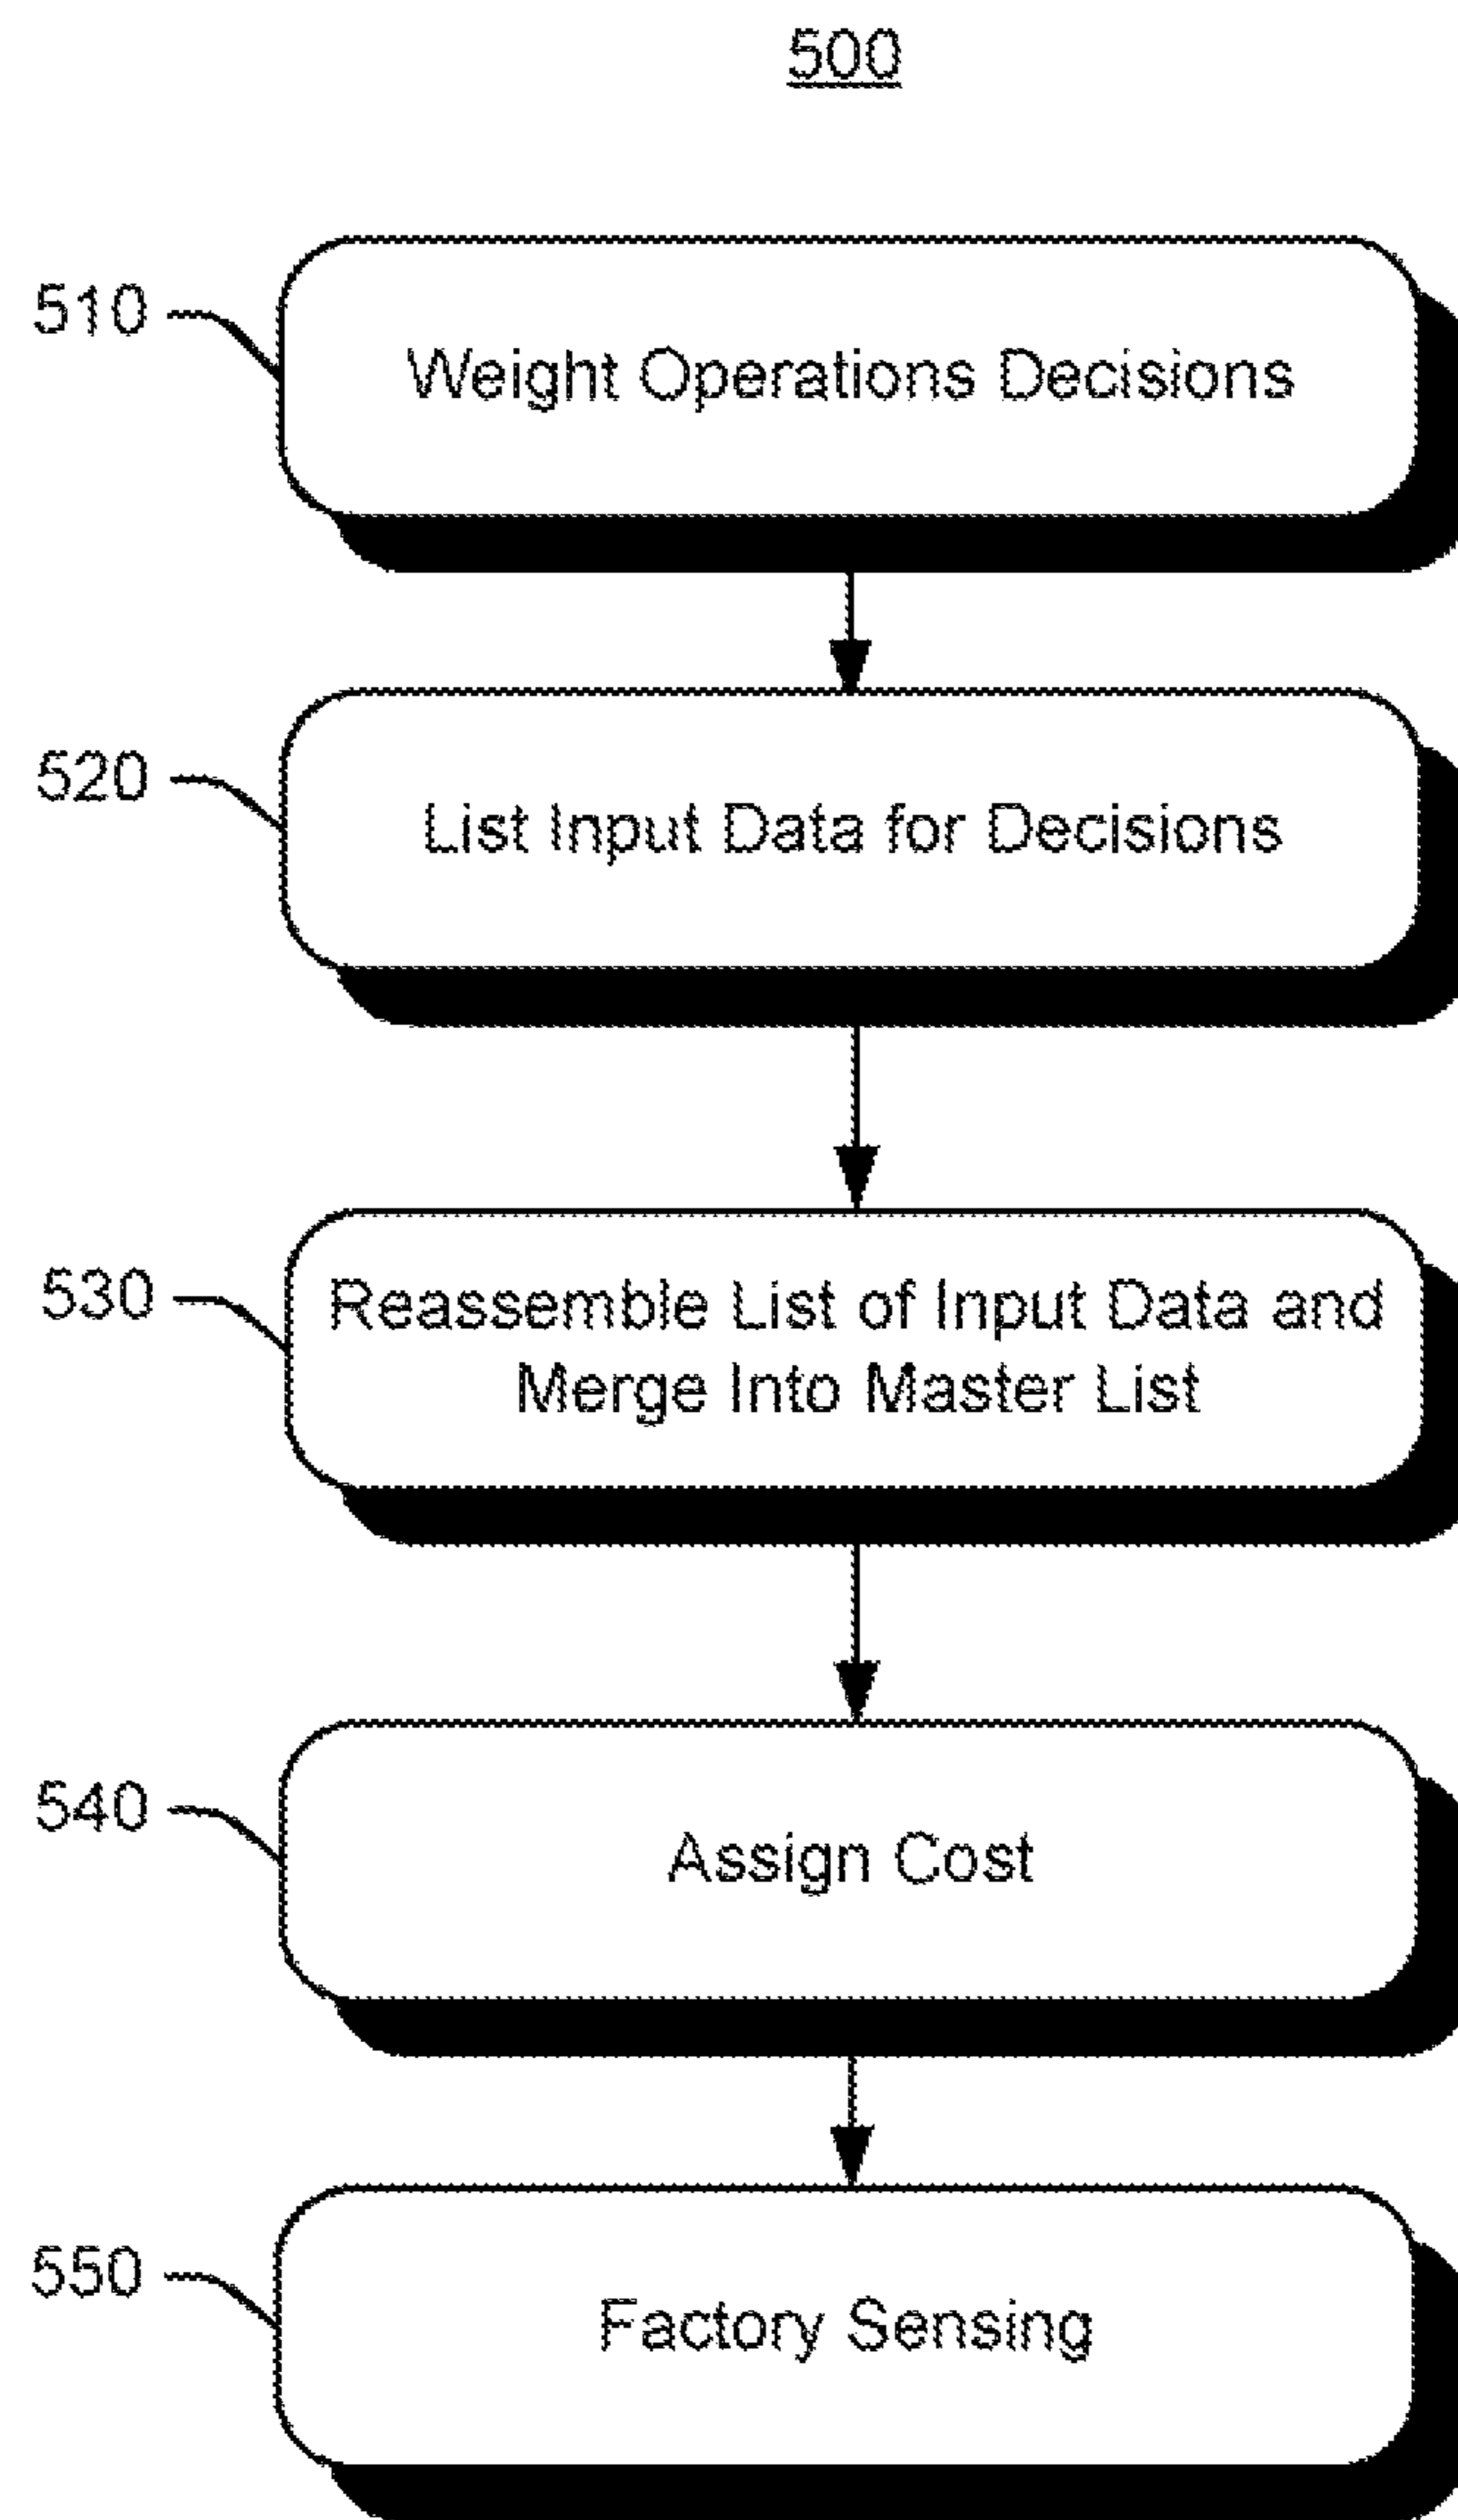 500
510
Weight Operations Decisions
520
List Input Data for Decisions
530
Reassemble List of Input Data and
Merge Into Master List
540
Assign Cost
550
Factory Sensing